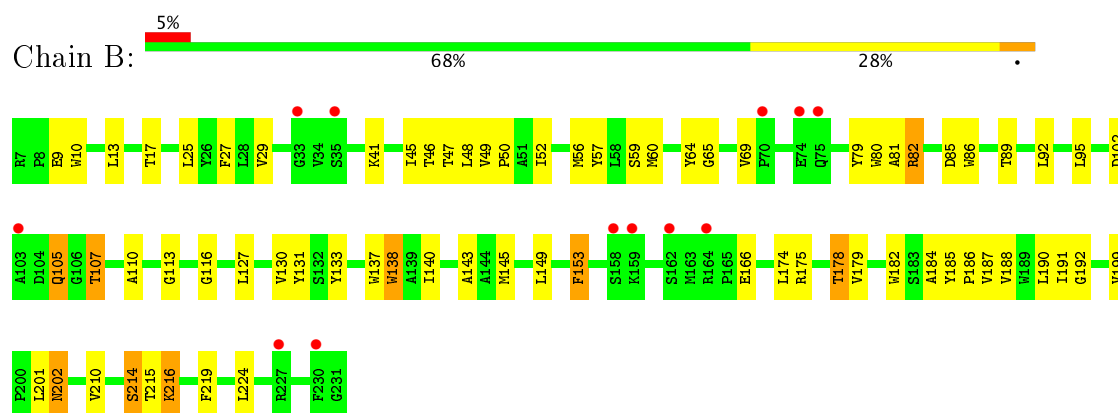 5%
Chain B:
68% 28% •
R7 P8 E9 W10 L13 T17 L25 Y26 F27 L28 V29 G33 V34 S35 K41 I45 T46 T47 L48 V49 P50 A51 I52 M56 Y57 L58 S59 M60 Y64 G65 V69 P70 E74 Q75 Y79 W80 A81 R82 D85 W86 T89 L92 L95 D102
A103 D104 Q105 G106 T107 A110 G113 G116 L127 V130 Y131 S132 Y133 W137 W138 A139 I140 A143 A144 M145 L149 F153 S158 K159 S162 M163 R164 P165 E166 L174 R175 T178 V179 W182 S183 A184 Y185 P186 V187 V188 W189 L190 I191 G192 V199
P200 L201 N202 V210 S214 T215 K216 F219 L224 R227 F230 G231